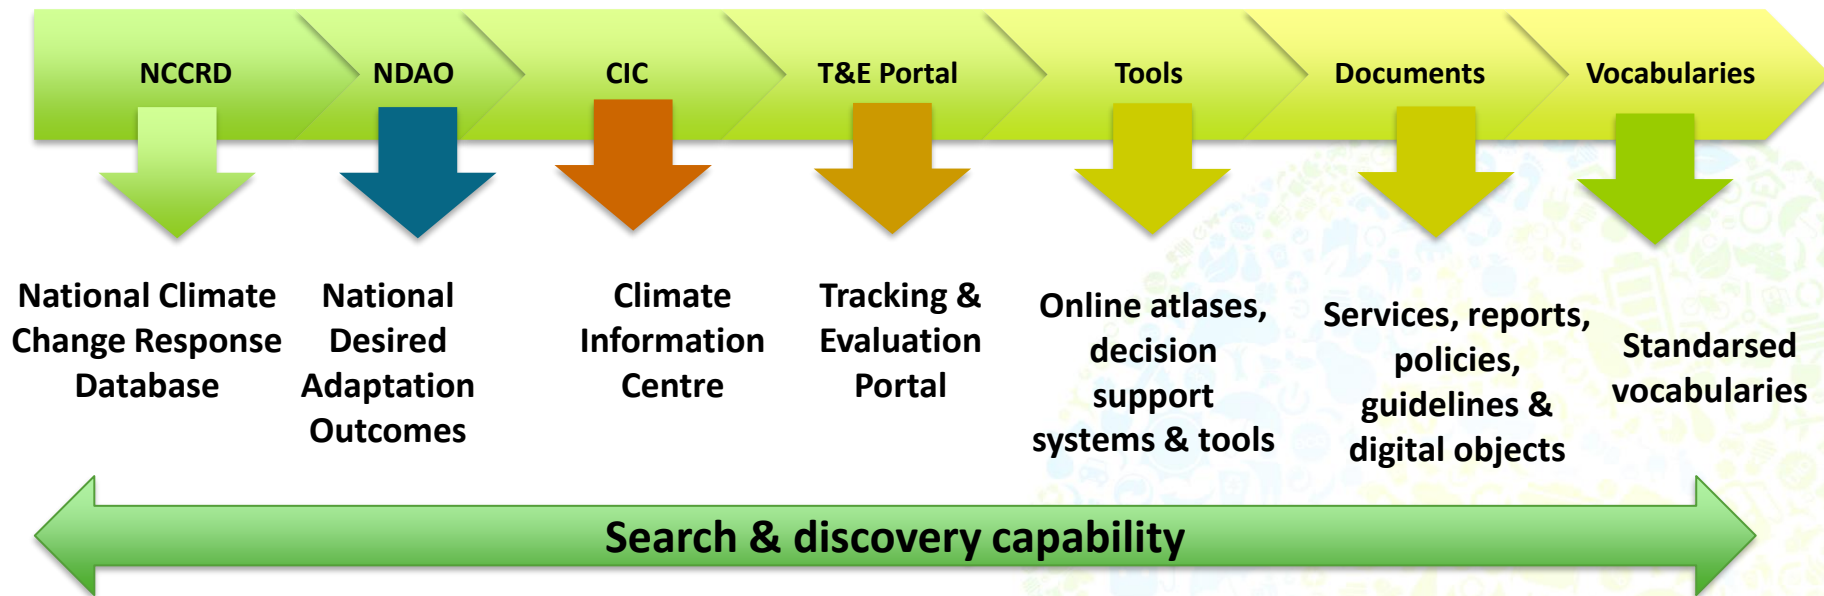 NCCRD
NDAO
CIC
T&E Portal
Tools
Documents
Vocabularies
National Climate
Change Response
Database
National
Desired
Adaptation
Outcomes
Climate
Information
Centre
Tracking &
Evaluation
Portal
Online atlases,
decision
support
systems & tools
Services, reports,
policies,
guidelines &
digital objects
Standarsed
vocabularies
Search & discovery capability